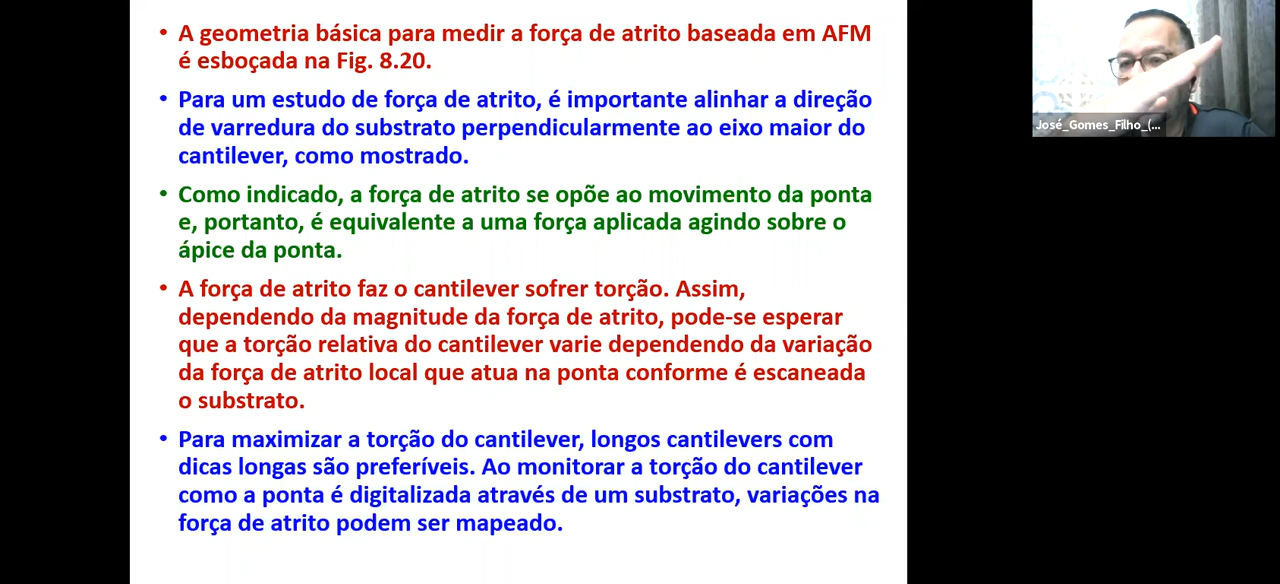 • A geometria básica para medir a força de atrito baseada em AFM
é esboçada na Fig. 8.20.
• Para um estudo de força de atrito, é importante alinhar a direção
de varredura do substrato perpendicularmente ao eixo maior do
cantilever, como mostrado.
• Como indicado, a força de atrito se opõe ao movimento da ponta
e, portanto, é equivalente a uma força aplicada agindo sobre o
ápice da ponta.
• A força de atrito faz o cantilever sofrer torção. Assim,
dependendo da magnitude da força de atrito, pode-se esperar
que a torção relativa do cantilever varie dependendo da variação
da força de atrito local que atua na ponta conforme é escaneada
o substrato.
• Para maximizar a torção do cantilever, longos cantilevers com
dicas longas são preferíveis. Ao monitorar a torção do cantilever
como a ponta é digitalizada através de um substrato, variações na
força de atrito podem ser mapeado.
José_Gomes_Filho_(...